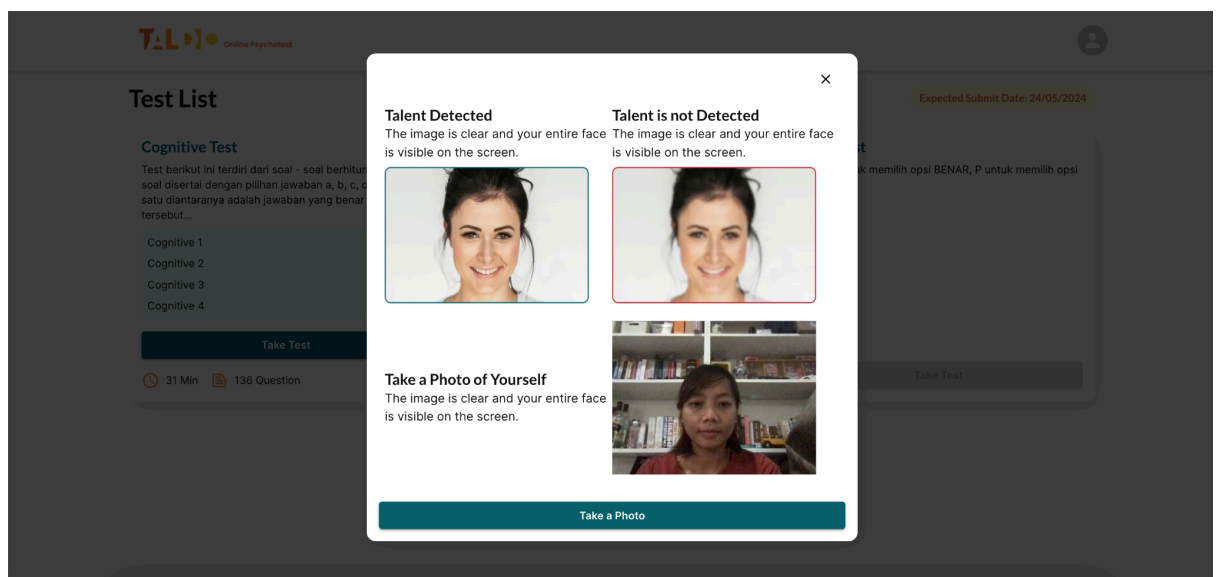 TALDIO Online Psychotest
Test List
Expected Submit Date: 24/05/2024
Cognitive Test
Test berikut ini terdiri dari soal - soal berhitun
soal disertai dengan pilihan jawaban a, b, c, d
satu diantaranya adalah jawaban yang benar
tersebut...
Cognitive 1
Cognitive 2
Cognitive 3
Cognitive 4
Take Test
31 Min 136 Question
Talent Detected
The image is clear and your entire face
is visible on the screen.
Talent is not Detected
The image is clear and your entire face
is visible on the screen.
Take a Photo of Yourself
The image is clear and your entire face
is visible on the screen.
Take a Photo
st
uk memilih opsi BENAR, P untuk memilih opsi
Take Test